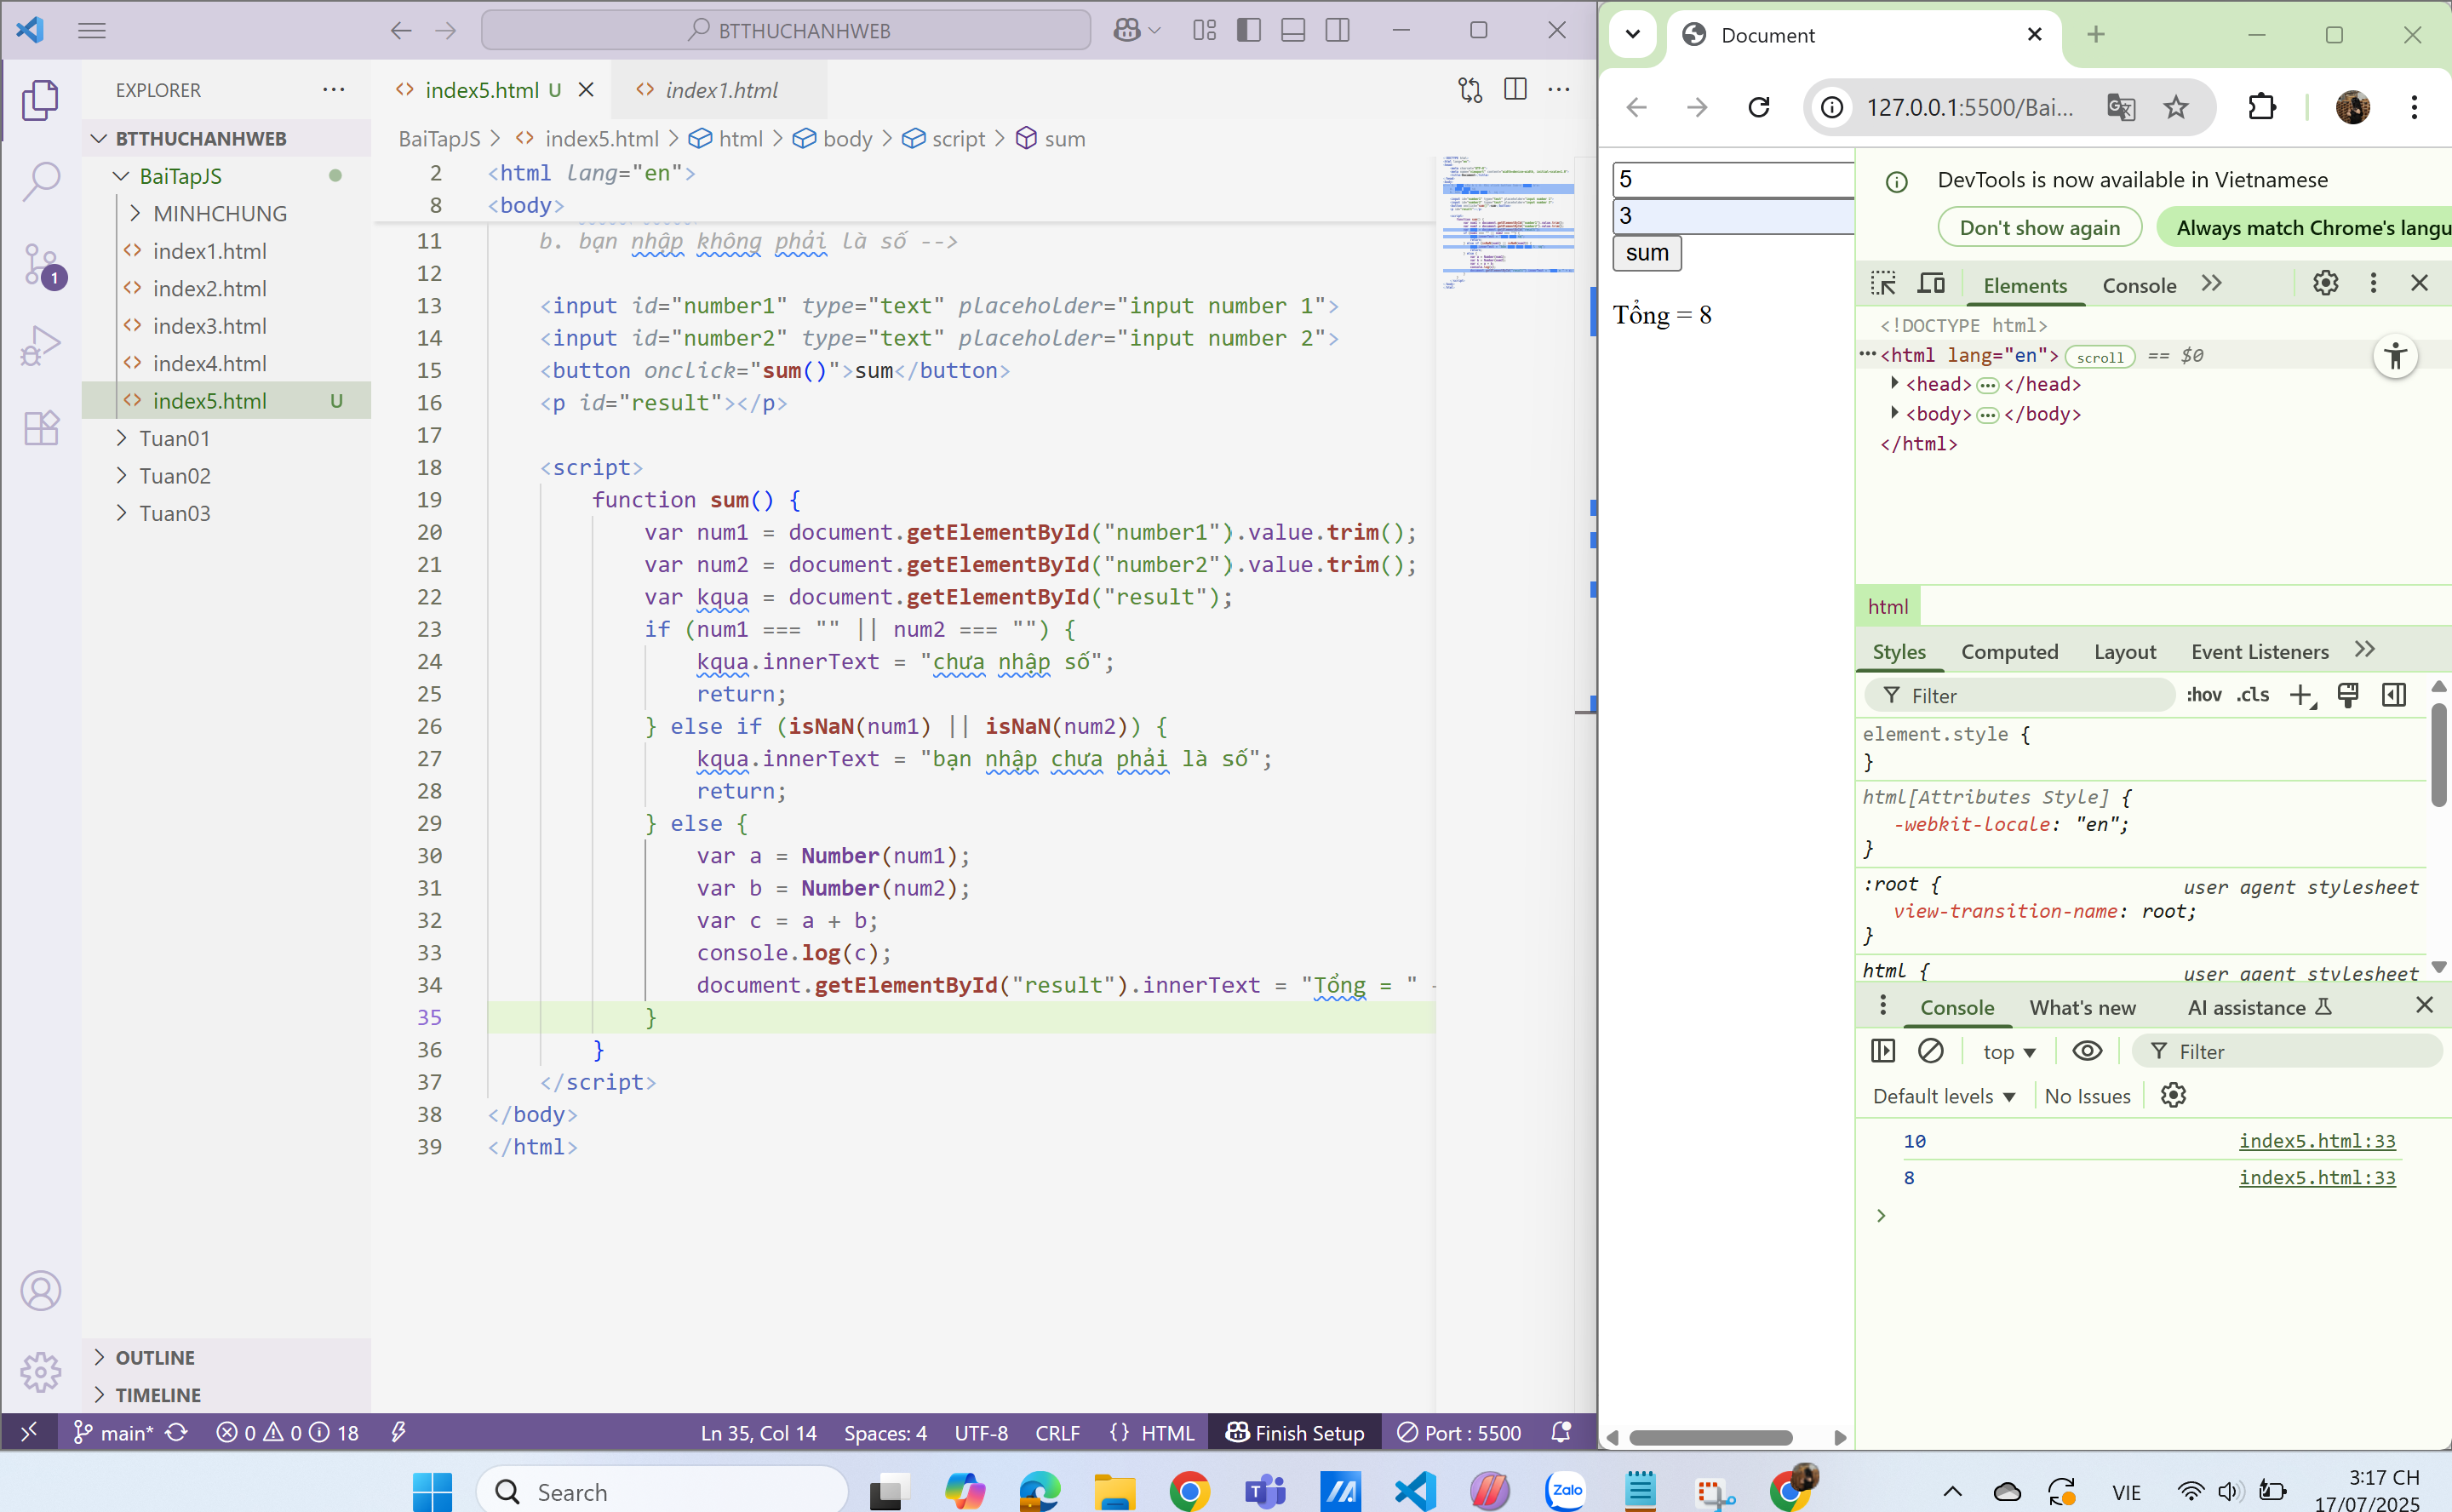 BTTHUCHANHWEB
EXPLORER
BTTHUCHANHWEB
BaiTapJS
MINHCHUNG
index1.html
index2.html
index3.html
index4.html
index5.html U
Tuan01
Tuan02
Tuan03
OUTLINE
TIMELINE
1
index5.html U
index1.html
BaiTapJS > index5.html > html > body > script > sum
2 <html lang="en">
8 <body>
11 b. bạn nhập không phải là số -->
12
13 <input id="number1" type="text" placeholder="input number 1">
14 <input id="number2" type="text" placeholder="input number 2">
15 <button onclick="sum()">sum</button>
16 <p id="result"></p>
17
18 <script>
19 function sum() {
20 var num1 = document.getElementById("number1").value.trim();
21 var num2 = document.getElementById("number2").value.trim();
22 var kqua = document.getElementById("result");
23 if (num1 === "" || num2 === "") {
24 kqua.innerText = "chưa nhập số";
25 return;
26 } else if (isNaN(num1) || isNaN(num2)) {
27 kqua.innerText = "bạn nhập chưa phải là số";
28 return;
29 } else {
30 var a = Number(num1);
31 var b = Number(num2);
32 var c = a + b;
33 console.log(c);
34 document.getElementById("result").innerText = "Tổng = "
35 }
36 }
37 </script>
38 </body>
39 </html>
main* 0 0 18
Ln 35, Col 14 Spaces: 4 UTF-8 CRLF {} HTML Finish Setup Port : 5500
Document
127.0.0.1:5500/Bai...
5
3
sum
Tổng = 8
DevTools is now available in Vietnamese
Don't show again
Always match Chrome's langu
Elements Console
<!DOCTYPE html>
<html lang="en"> scroll == $0
<head> ... </head>
<body> ... </body>
</html>
html
Styles Computed Layout Event Listeners
Filter :hov .cls
element.style {
}
html[Attributes Style] {
-webkit-locale: "en";
}
:root { user agent stylesheet
view-transition-name: root;
}
html { user agent stylesheet
Console What's new AI assistance
top Filter
Default levels No Issues
10 index5.html:33
8 index5.html:33
Search
Zalo
VIE
3:17 CH
17/07/2025